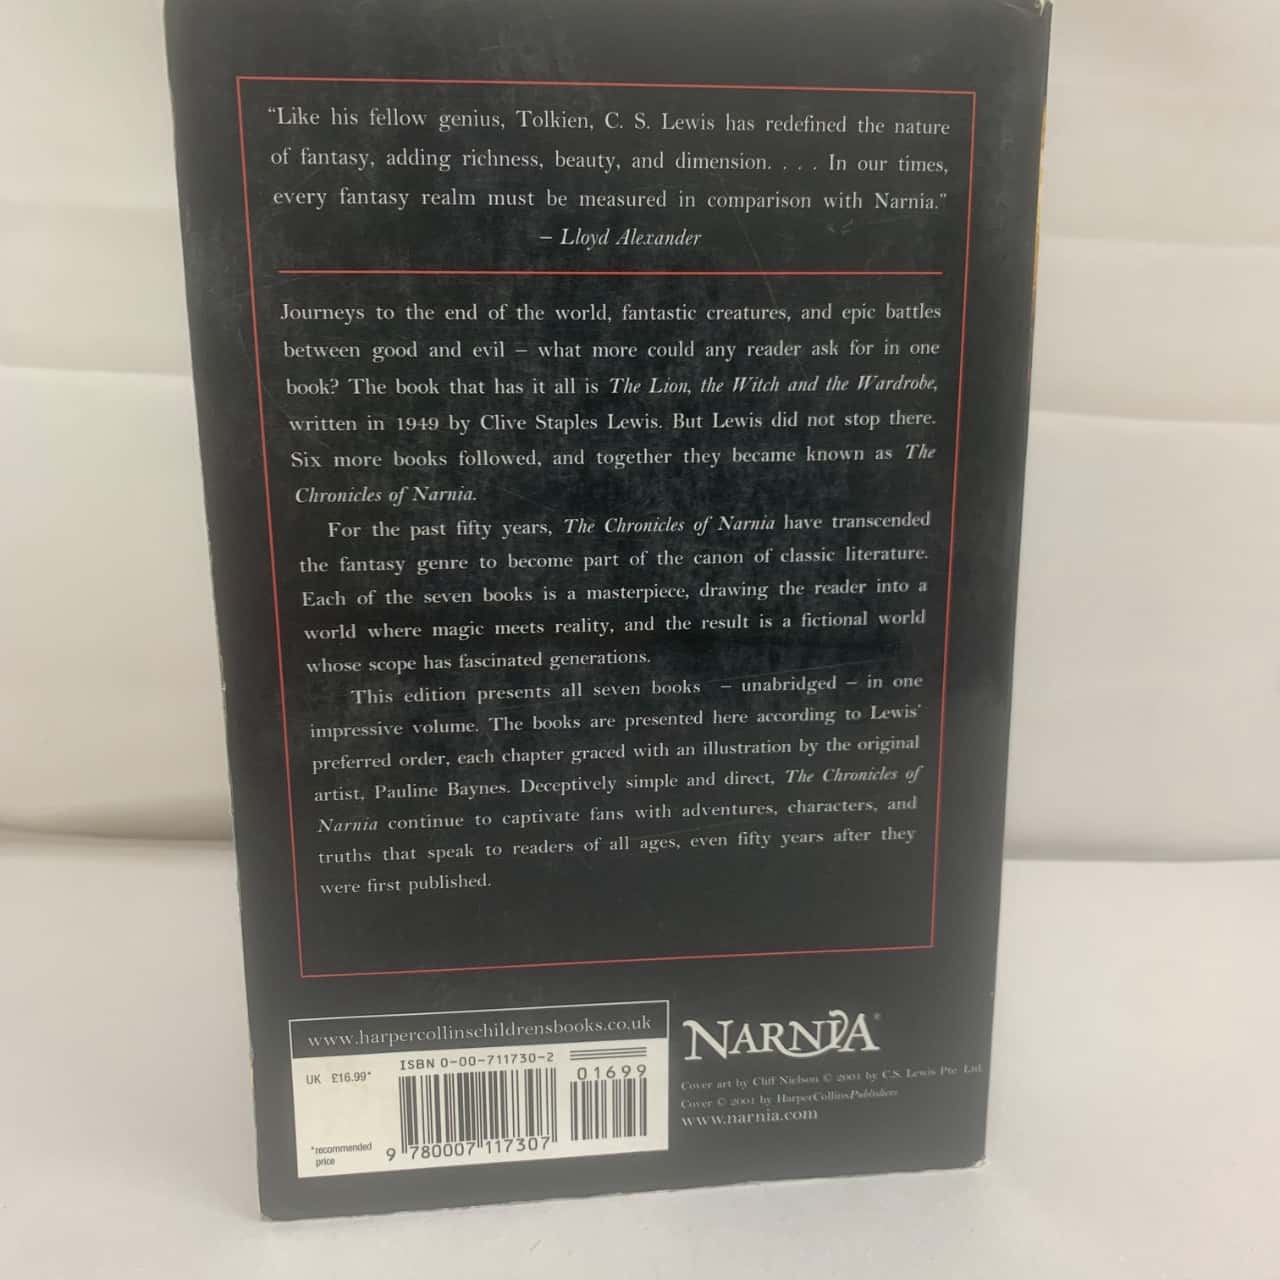 “Like his fellow genius, Tolkien, C. S. Lewis has redefined the nature
of fantasy, adding richness, beauty, and dimension. . . . In our times,
every fantasy realm must be measured in comparison with Narnia.”
– Lloyd Alexander
Journeys to the end of the world, fantastic creatures, and epic battles
between good and evil – what more could any reader ask for in one
book? The book that has it all is The Lion, the Witch and the Wardrobe,
written in 1949 by Clive Staples Lewis. But Lewis did not stop there.
Six more books followed, and together they became known as The
Chronicles of Narnia.
For the past fifty years, The Chronicles of Narnia have transcended
the fantasy genre to become part of the canon of classic literature.
Each of the seven books is a masterpiece, drawing the reader into a
world where magic meets reality, and the result is a fictional world
whose scope has fascinated generations.
This edition presents all seven books – unabridged – in one
impressive volume. The books are presented here according to Lewis’
preferred order, each chapter graced with an illustration by the original
artist, Pauline Baynes. Deceptively simple and direct, The Chronicles of
Narnia continue to captivate fans with adventures, characters, and
truths that speak to readers of all ages, even fifty years after they
were first published.
www.harpercollinschildrensbooks.co.uk
ISBN 0-00-711730-2
UK £16.99*
01699
*recommended
price
9 780007 117307
NARNIA®
Cover art by Cliff Nielson © 2001 by C.S. Lewis Pte. Ltd.
Cover © 2001 by HarperCollinsPublishers
www.narnia.com